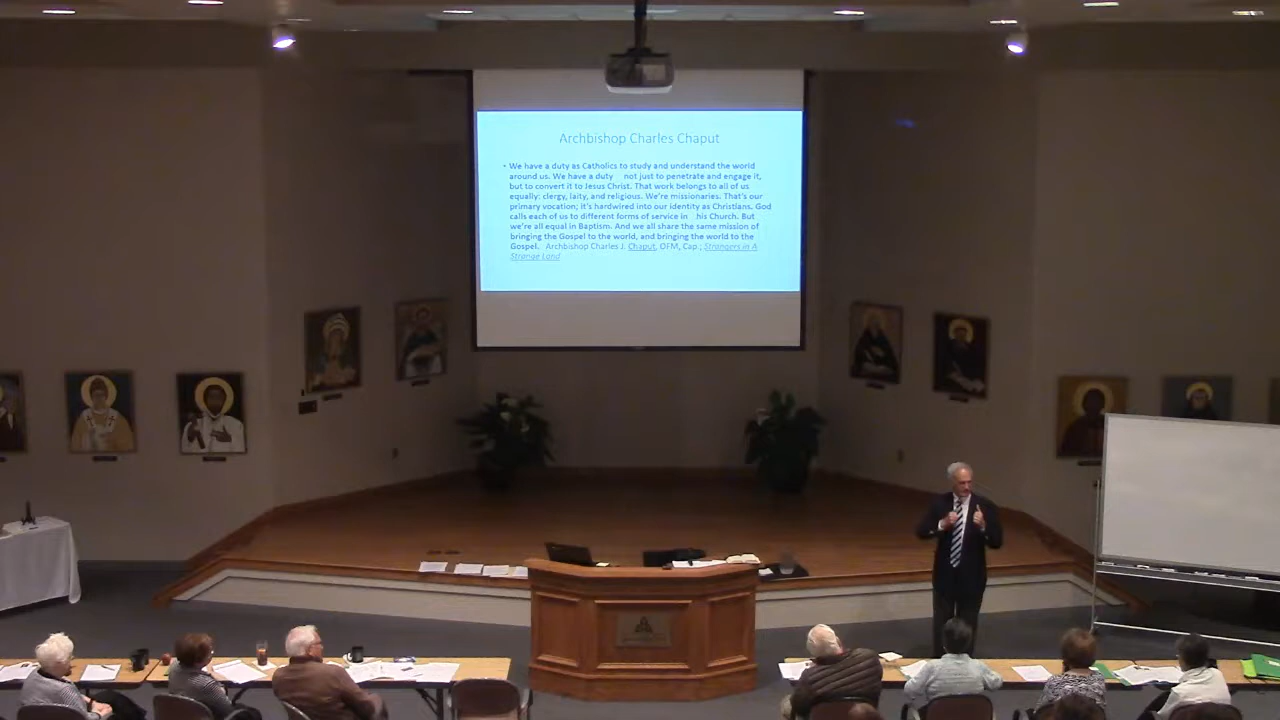 Archbishop Charles Chaput
• We have a duty as Catholics to study and understand the world
around us. We have a duty not just to penetrate and engage it,
but to convert it to Jesus Christ. That work belongs to all of us
equally: clergy, laity, and religious. We're missionaries. That's our
primary vocation; it's hardwired into our identity as Christians. God
calls each of us to different forms of service in his Church. But
we're all equal in Baptism. And we all share the same mission of
bringing the Gospel to the world, and bringing the world to the
Gospel. Archbishop Charles J. Chaput, OFM, Cap.; Strangers in A
Strange Land